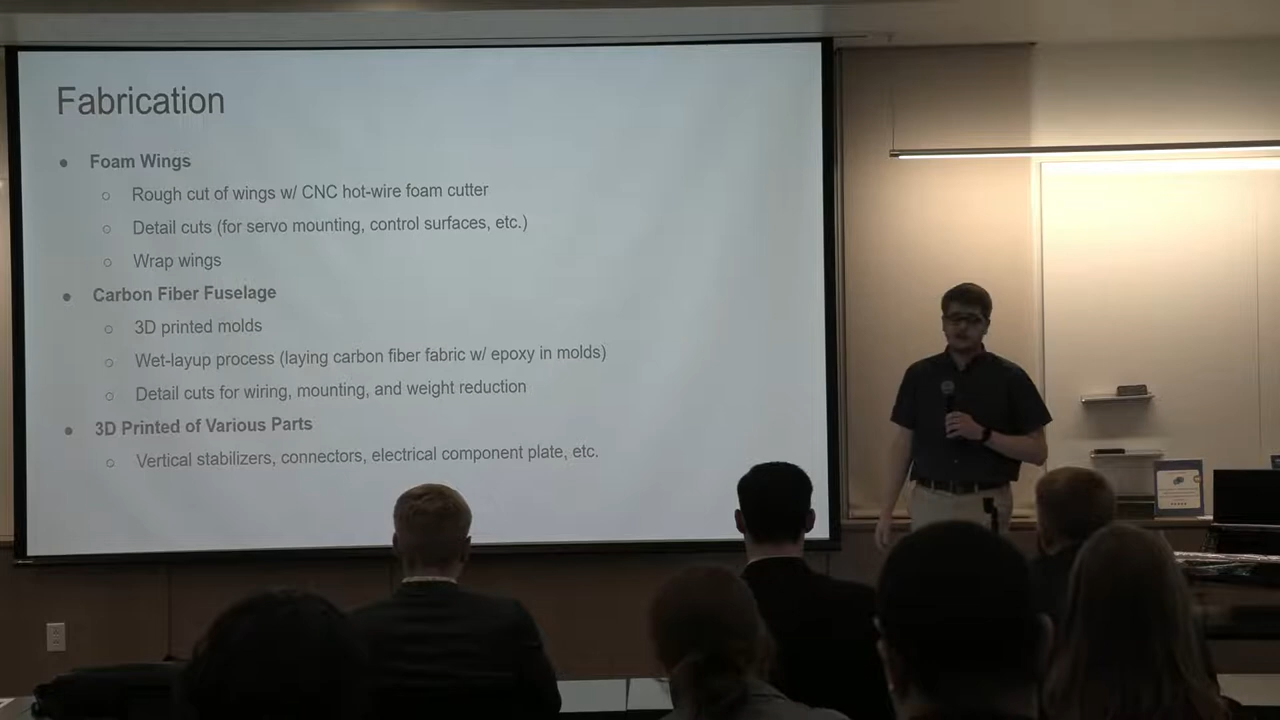 Fabrication
● Foam Wings
○ Rough cut of wings w/ CNC hot-wire foam cutter
○ Detail cuts (for servo mounting, control surfaces, etc.)
○ Wrap wings
● Carbon Fiber Fuselage
○ 3D printed molds
○ Wet-layup process (laying carbon fiber fabric w/ epoxy in molds)
○ Detail cuts for wiring, mounting, and weight reduction
● 3D Printed of Various Parts
○ Vertical stabilizers, connectors, electrical component plate, etc.